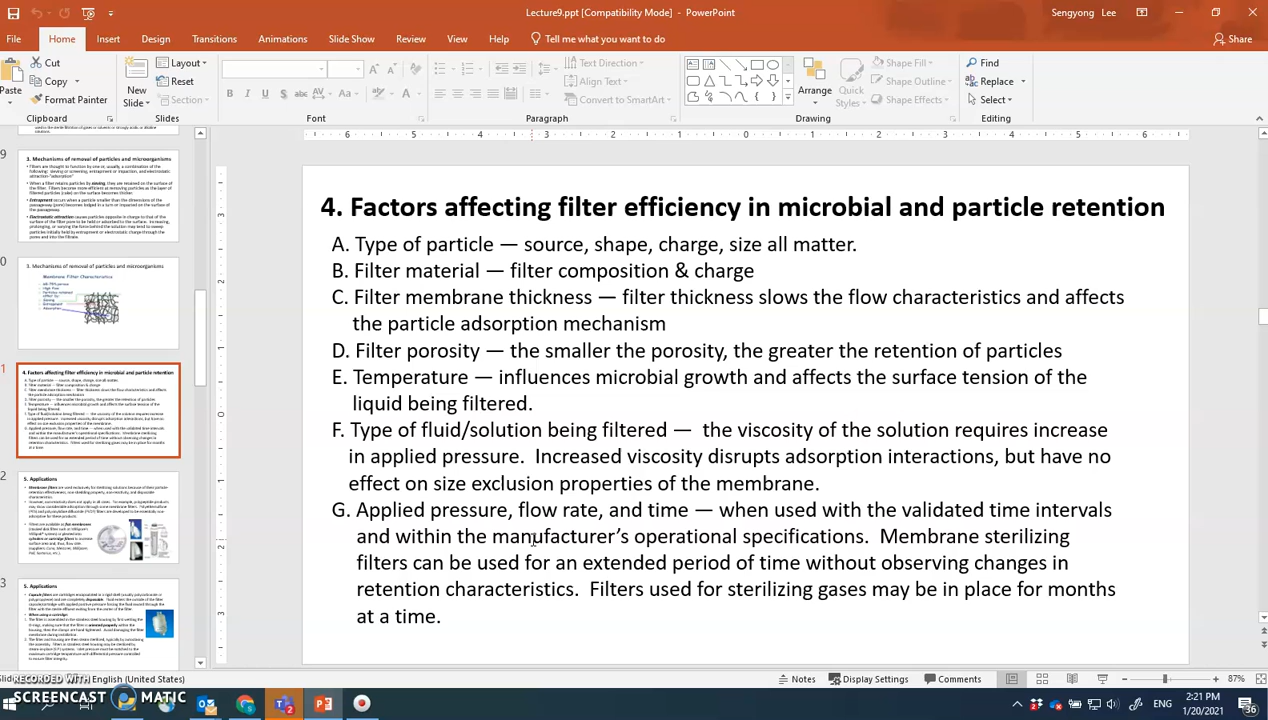 Lecture9.ppt [Compatibility Mode] – PowerPoint
Sengyong Lee
File Home Insert Design Transitions Animations Slide Show Review View Help Tell me what you want to do Share
Paste
Cut
Copy
Format Painter
Clipboard
New
Slide
Layout
Reset
Section
Slides
Font
Text Direction
Align Text
Convert to SmartArt
Paragraph
Arrange
Quick
Styles
Shape Fill
Shape Outline
Shape Effects
Drawing
Find
Replace
Select
Editing
9
3. Mechanisms of removal of particles and microorganisms
0
3. Mechanisms of removal of particles and microorganisms
Membrane Filter Characteristics
1
4. Factors affecting filter efficiency in microbial and particle retention
2
5. Applications
3
5. Applications
4. Factors affecting filter efficiency in microbial and particle retention
A. Type of particle — source, shape, charge, size all matter.
B. Filter material — filter composition & charge
C. Filter membrane thickness — filter thickness slows the flow characteristics and affects
the particle adsorption mechanism
D. Filter porosity — the smaller the porosity, the greater the retention of particles
E. Temperature — influences microbial growth and affects the surface tension of the
liquid being filtered.
F. Type of fluid/solution being filtered — the viscosity of the solution requires increase
in applied pressure. Increased viscosity disrupts adsorption interactions, but have no
effect on size exclusion properties of the membrane.
G. Applied pressure, flow rate, and time — when used with the validated time intervals
and within the manufacturer’s operational specifications. Membrane sterilizing
filters can be used for an extended period of time without observing changes in
retention characteristics. Filters used for sterilizing gases may be in place for months
at a time.
English (United States)
Notes Display Settings Comments 87%
RECORDED WITH
SCREENCAST MATIC
ENG
2:21 PM
1/20/2021
36